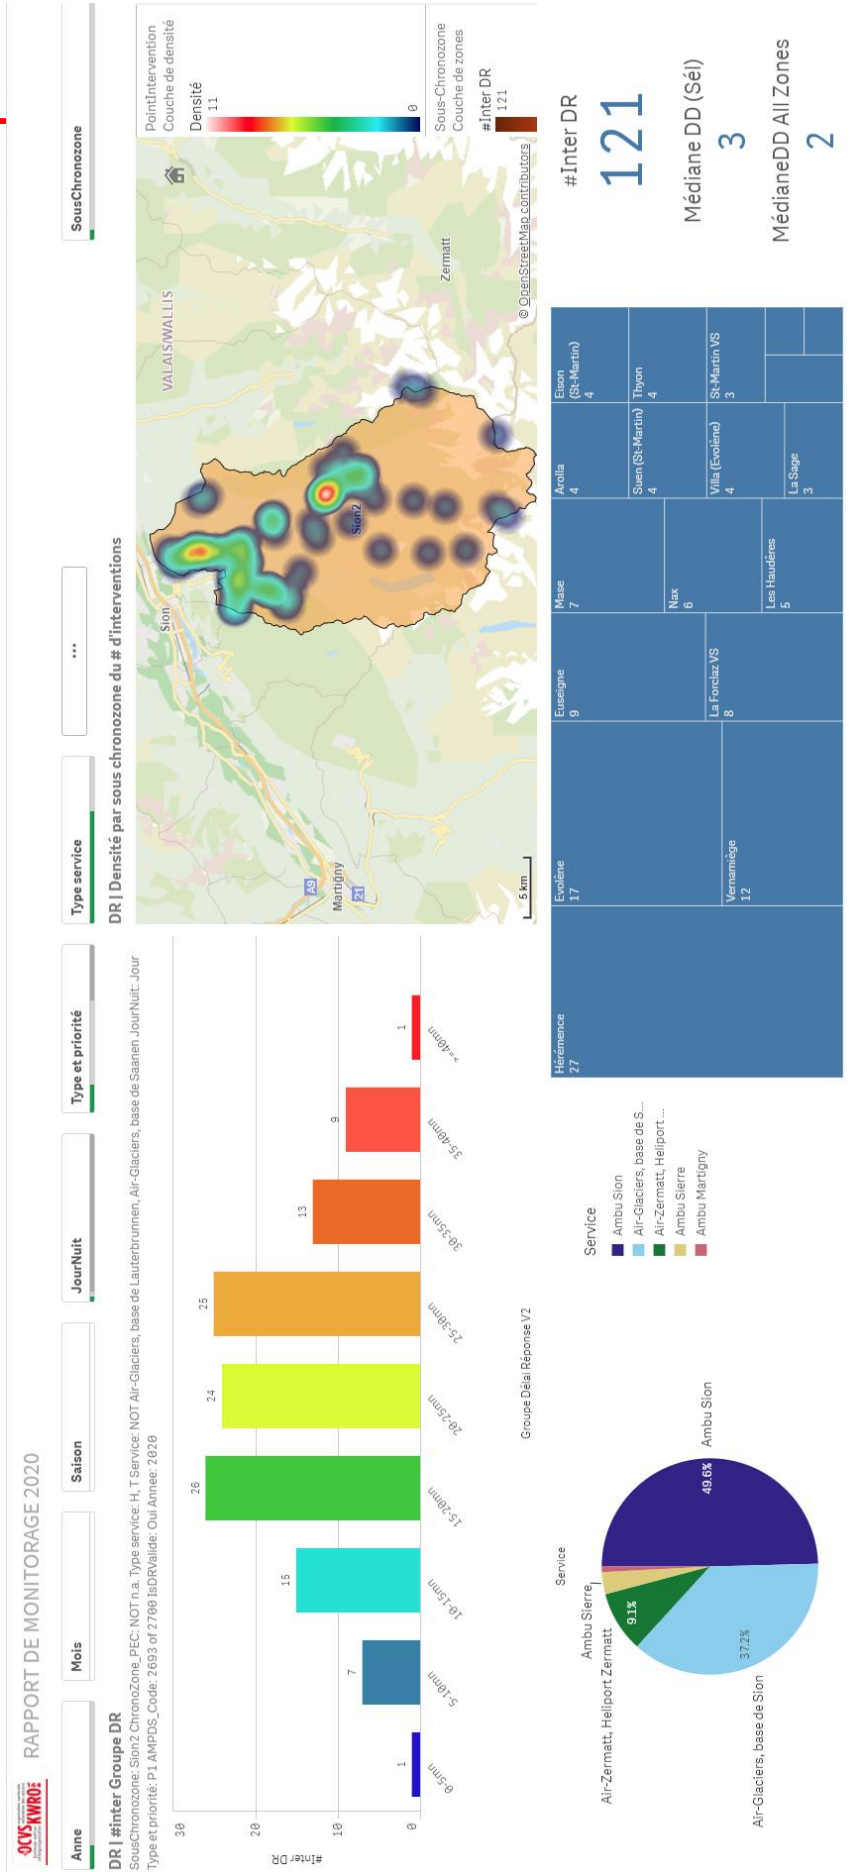 OCVS
KWRO
RAPPORT DE MONITORAGE 2020
Anne
Mois
Saison
JourNuit
Type et priorité
Type service
...
SousChronozone
DR | #inter Groupe DR
SousChronozone: Sion2 ChronoZone_PEC: NOT n.a. Type service: H, T Service: NOT Air-Glaciers, base de Lauterbrunnen, Air-Glaciers, base de Saanen JourNuit: Jour
Type et priorité: P1 AMPDS_Code: 2693 of 2700 IsDRValide: Oui Annee: 2020
#Inter DR
30
20
10
0
1
7
15
26
24
25
13
9
1
0-5mn
5-10mn
10-15mn
15-20mn
20-25mn
25-30mn
30-35mn
35-40mn
>=40mn
Groupe Délai Réponse V2
DR | Densité par sous chronozone du # d'interventions
VALAIS/WALLIS
Sion
Sion2
Zermatt
A9
Martigny
21
5 km
© OpenStreetMap contributors
PointIntervention
Couche de densité
Densité
11
0
Sous-Chronozone
Couche de zones
#Inter DR
121
Service
Ambu Sierre
Air-Zermatt, Heliport Zermatt
9.1%
49.6%
Ambu Sion
37.2%
Air-Glaciers, base de Sion
Service
Ambu Sion
Air-Glaciers, base de S...
Air-Zermatt, Heliport ...
Ambu Sierre
Ambu Martigny
Hérémence
27
Evolène
17
Vernamiège
12
Euseigne
9
La Forclaz VS
8
Mase
7
Nax
6
Les Haudères
5
Arolla
4
Suen (St-Martin)
4
Villa (Evolène)
4
La Sage
3
Eison
(St-Martin)
4
Thyon
4
St-Martin VS
3
#Inter DR
121
Médiane DD (Sél)
3
MédianeDD All Zones
2